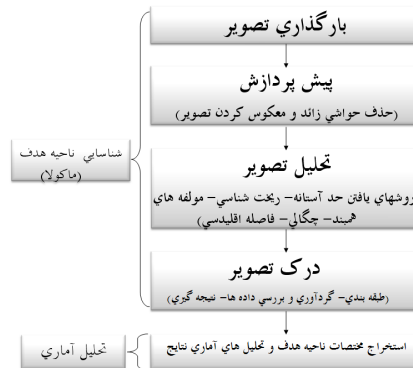 بارگذاري تصوير
پيش پردازش
(حذف حواشي زائد و معكوس كردن تصوير)
شناسايي ناحيه هدف
(ماكولا)
تحليل تصوير
روشهاي يافتن حد آستانه- ريخت شناسي- مولفه هاي
همبند- چگالي- فاصله اقليدسي)
درک تصوير
(طبقه بندي- گردآوري و بررسي داده ها- نتيجه گيري)
استخراج مختصات ناحيه هدف و تحليل هاي آماري نتايج
تحليل آماري